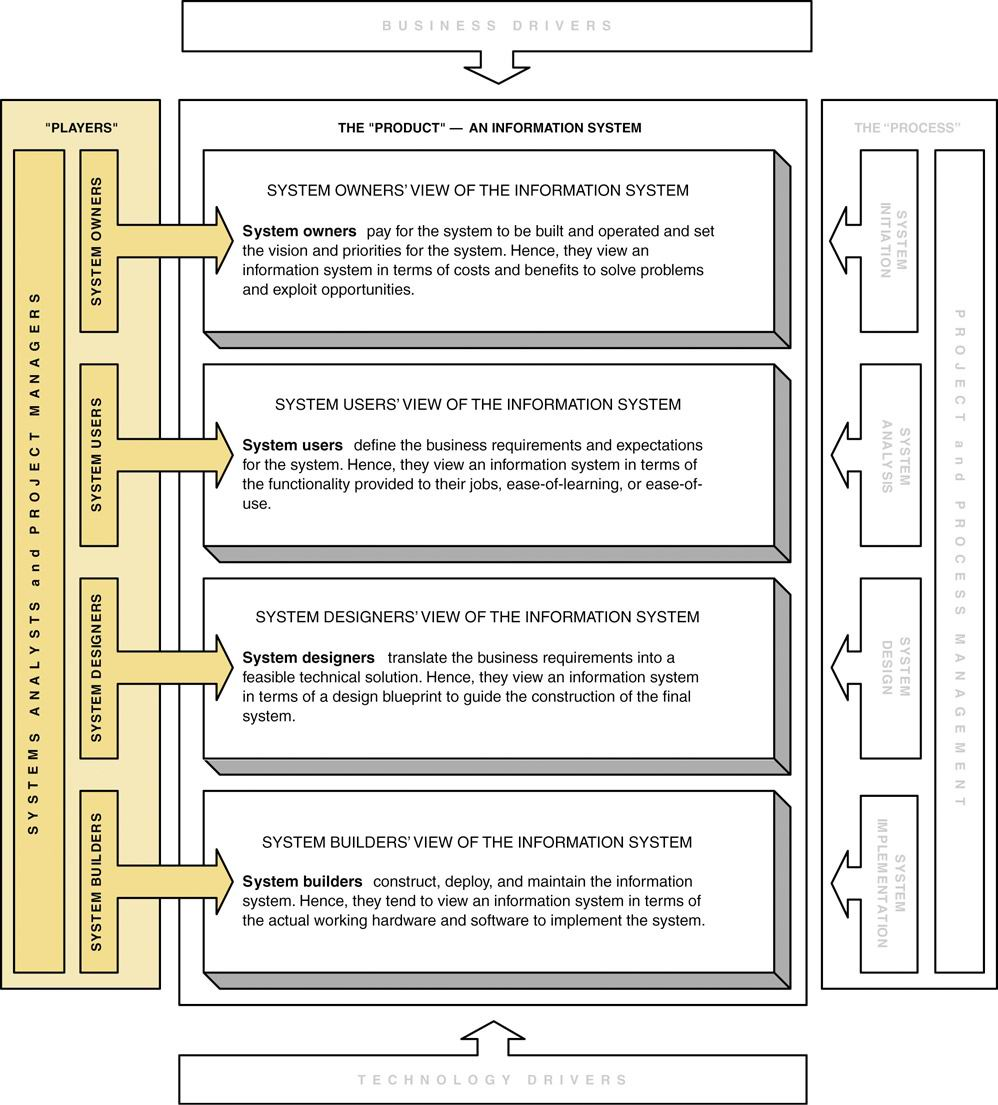 BUSINESS DRIVERS
"PLAYERS"
SYSTEMS ANALYSTS and PROJECT MANAGERS
SYSTEM OWNERS
SYSTEM USERS
SYSTEM DESIGNERS
SYSTEM BUILDERS
THE "PRODUCT" — AN INFORMATION SYSTEM
SYSTEM OWNERS' VIEW OF THE INFORMATION SYSTEM
System owners pay for the system to be built and operated and set
the vision and priorities for the system. Hence, they view an
information system in terms of costs and benefits to solve problems
and exploit opportunities.
SYSTEM USERS' VIEW OF THE INFORMATION SYSTEM
System users define the business requirements and expectations
for the system. Hence, they view an information system in terms of
the functionality provided to their jobs, ease-of-learning, or ease-of-
use.
SYSTEM DESIGNERS' VIEW OF THE INFORMATION SYSTEM
System designers translate the business requirements into a
feasible technical solution. Hence, they view an information system
in terms of a design blueprint to guide the construction of the final
system.
SYSTEM BUILDERS' VIEW OF THE INFORMATION SYSTEM
System builders construct, deploy, and maintain the information
system. Hence, they tend to view an information system in terms of
the actual working hardware and software to implement the system.
THE “PROCESS”
SYSTEM
INITIATION
SYSTEM
ANALYSIS
SYSTEM
DESIGN
SYSTEM
IMPLEMENTATION
PROJECT and PROCESS MANAGEMENT
TECHNOLOGY DRIVERS